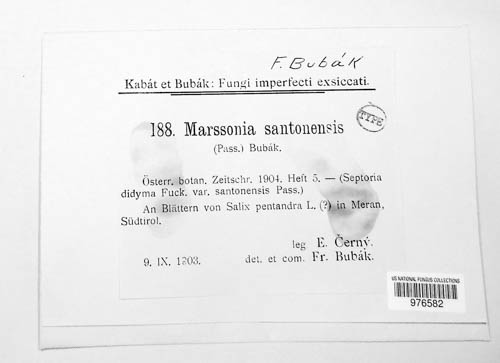 F. Bubák
Kabát et Bubák: Fungi imperfecti exsiccati.
188. Marssonia santonensis
TYPE
(Pass.) Bubák.
Österr. botan. Zeitschr. 1904. Heft 5. — (Septoria
didyma Fuck. var. santonensis Pass.)
An Blättern von Salix pentandra L. (?) in Meran,
Südtirol.
leg E. Černý.
9. IX. 1903. det. et com. Fr. Bubák.
US NATIONAL FUNGUS COLLECTIONS
976582